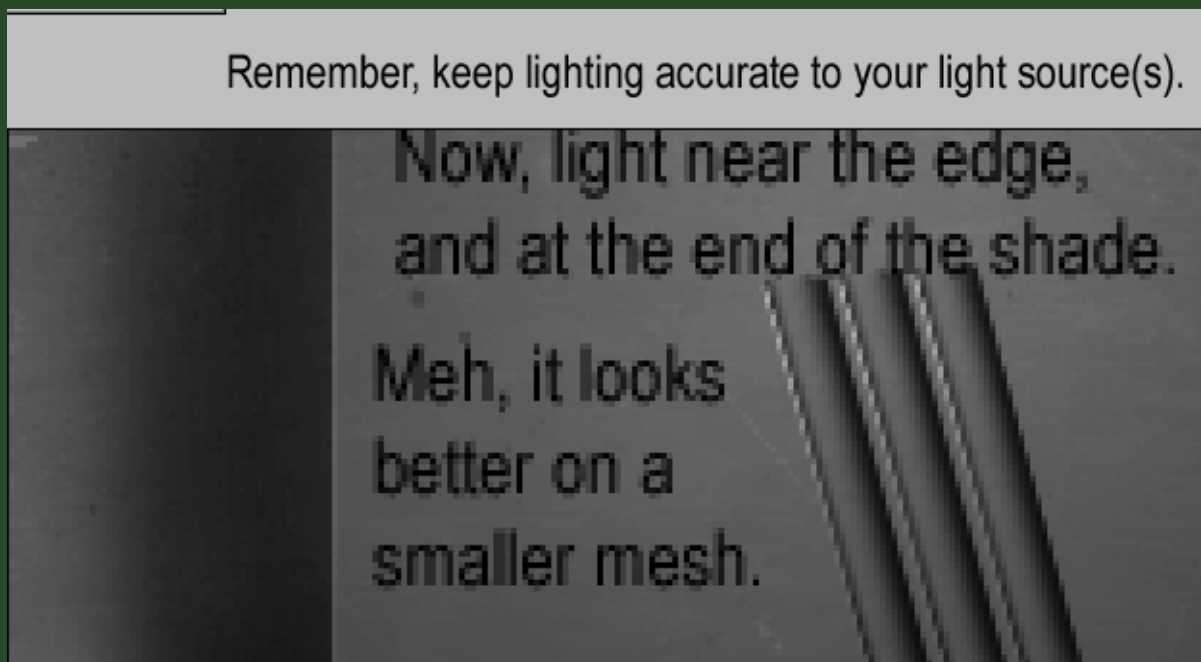 Remember, keep lighting accurate to your light source(s).
Now, light near the edge,
and at the end of the shade.
Meh, it looks
better on a
smaller mesh.